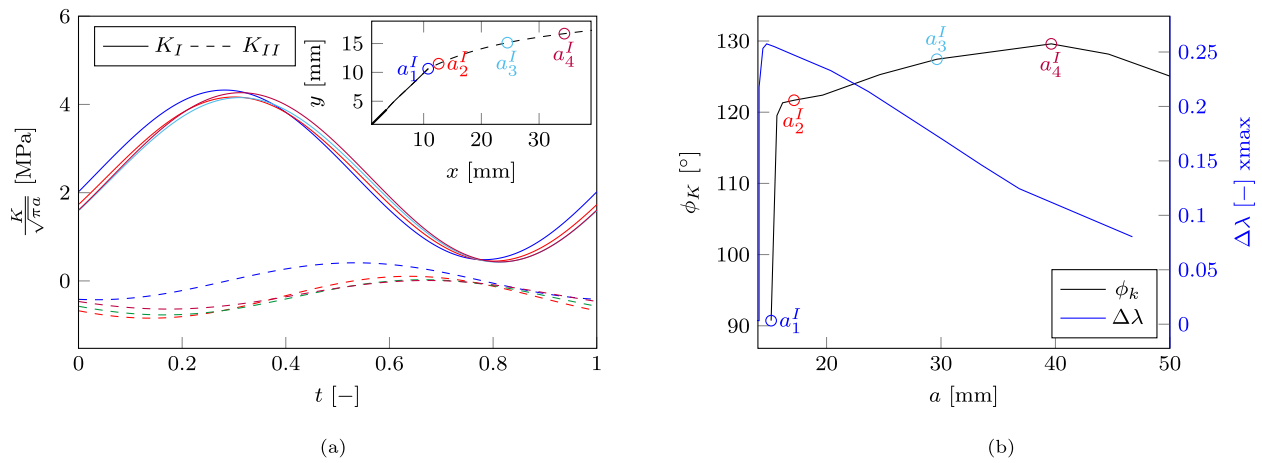 6
4
2
0
0
0.2
0.4
0.6
0.8
1
K/√πa [MPa]
t [−]
K_I K_II
15
10
5
10
20
30
y [mm]
x [mm]
a_1^I
a_2^I
a_3^I
a_4^I
(a)
130
120
110
100
90
20
30
40
50
ϕ_K [°]
a [mm]
a_1^I
a_2^I
a_3^I
a_4^I
0.25
0.2
0.15
0.1
0.05
0
Δλ [−] xmax
ϕ_k
Δλ
(b)